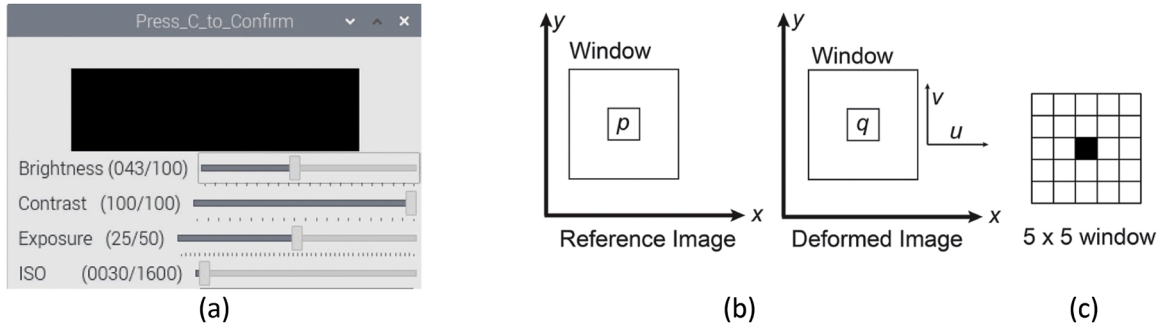 Press_C_to_Confirm
Brightness (043/100)
Contrast (100/100)
Exposure (25/50)
ISO (0030/1600)
(a)
y
Window
p
x
Reference Image
y
Window
q
v
u
x
Deformed Image
(b)
5 x 5 window
(c)